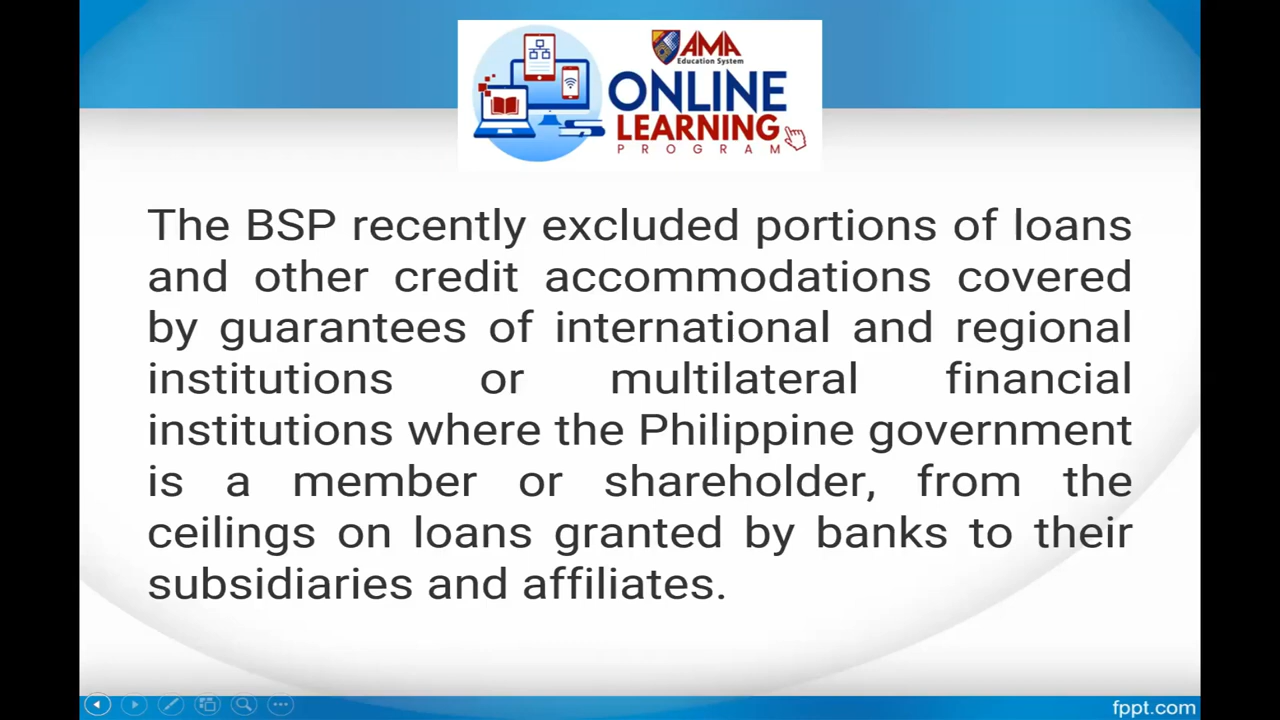 AMA
Education System
ONLINE
LEARNING
PROGRAM
The BSP recently excluded portions of loans
and other credit accommodations covered
by guarantees of international and regional
institutions or multilateral financial
institutions where the Philippine government
is a member or shareholder, from the
ceilings on loans granted by banks to their
subsidiaries and affiliates.
fppt.com